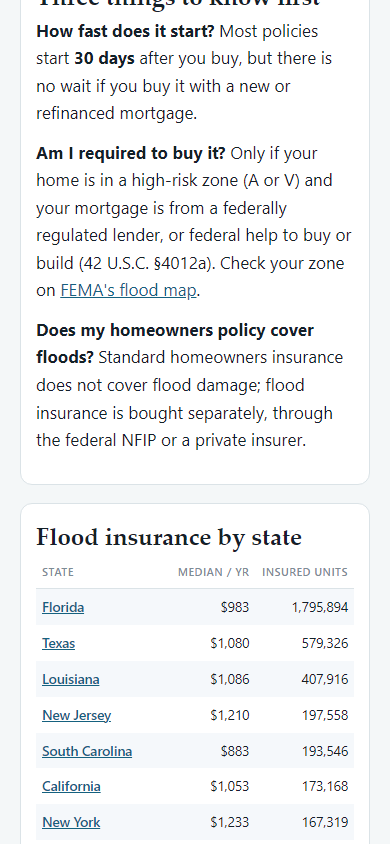 Three things to know first
How fast does it start? Most policies
start 30 days after you buy, but there is
no wait if you buy it with a new or
refinanced mortgage.
Am I required to buy it? Only if your
home is in a high-risk zone (A or V) and
your mortgage is from a federally
regulated lender, or federal help to buy or
build (42 U.S.C. §4012a). Check your zone
on FEMA's flood map.
Does my homeowners policy cover
floods? Standard homeowners insurance
does not cover flood damage; flood
insurance is bought separately, through
the federal NFIP or a private insurer.
Flood insurance by state
STATE MEDIAN / YR INSURED UNITS
Florida $983 1,795,894
Texas $1,080 579,326
Louisiana $1,086 407,916
New Jersey $1,210 197,558
South Carolina $883 193,546
California $1,053 173,168
New York $1,233 167,319